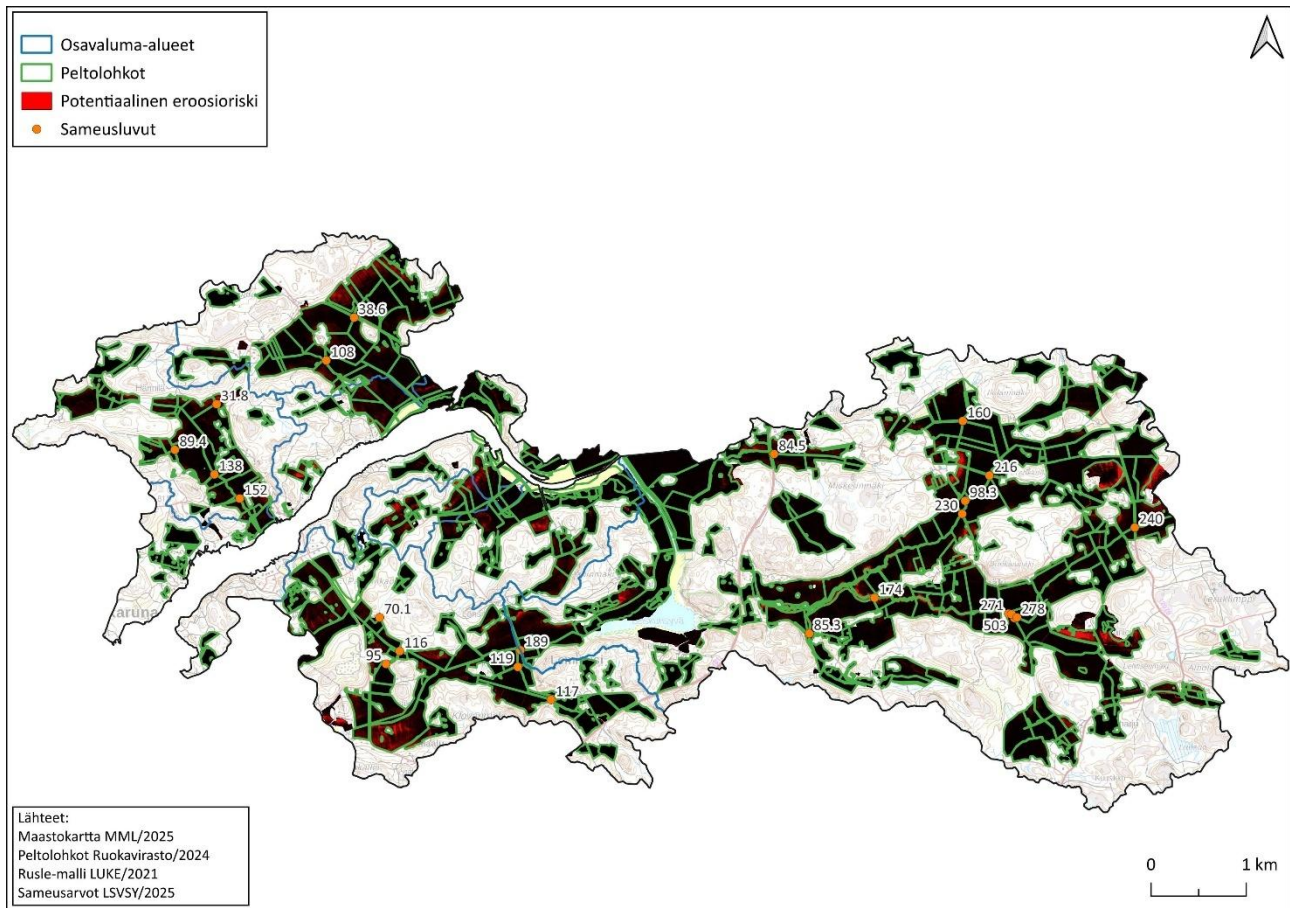 Osavaluma-alueet
Peltolohkot
Potentiaalinen eroosioriski
Sameusluvut
38.6
108
31.8
89.4
138
152
84.5
160
216
98.3
230
240
174
271
278
503
85.3
70.1
116
95
189
119
117
Lähteet:
Maastokartta MML/2025
Peltolohkot Ruokavirasto/2024
Rusle-malli LUKE/2021
Sameusarvot LSVSY/2025
0
1 km